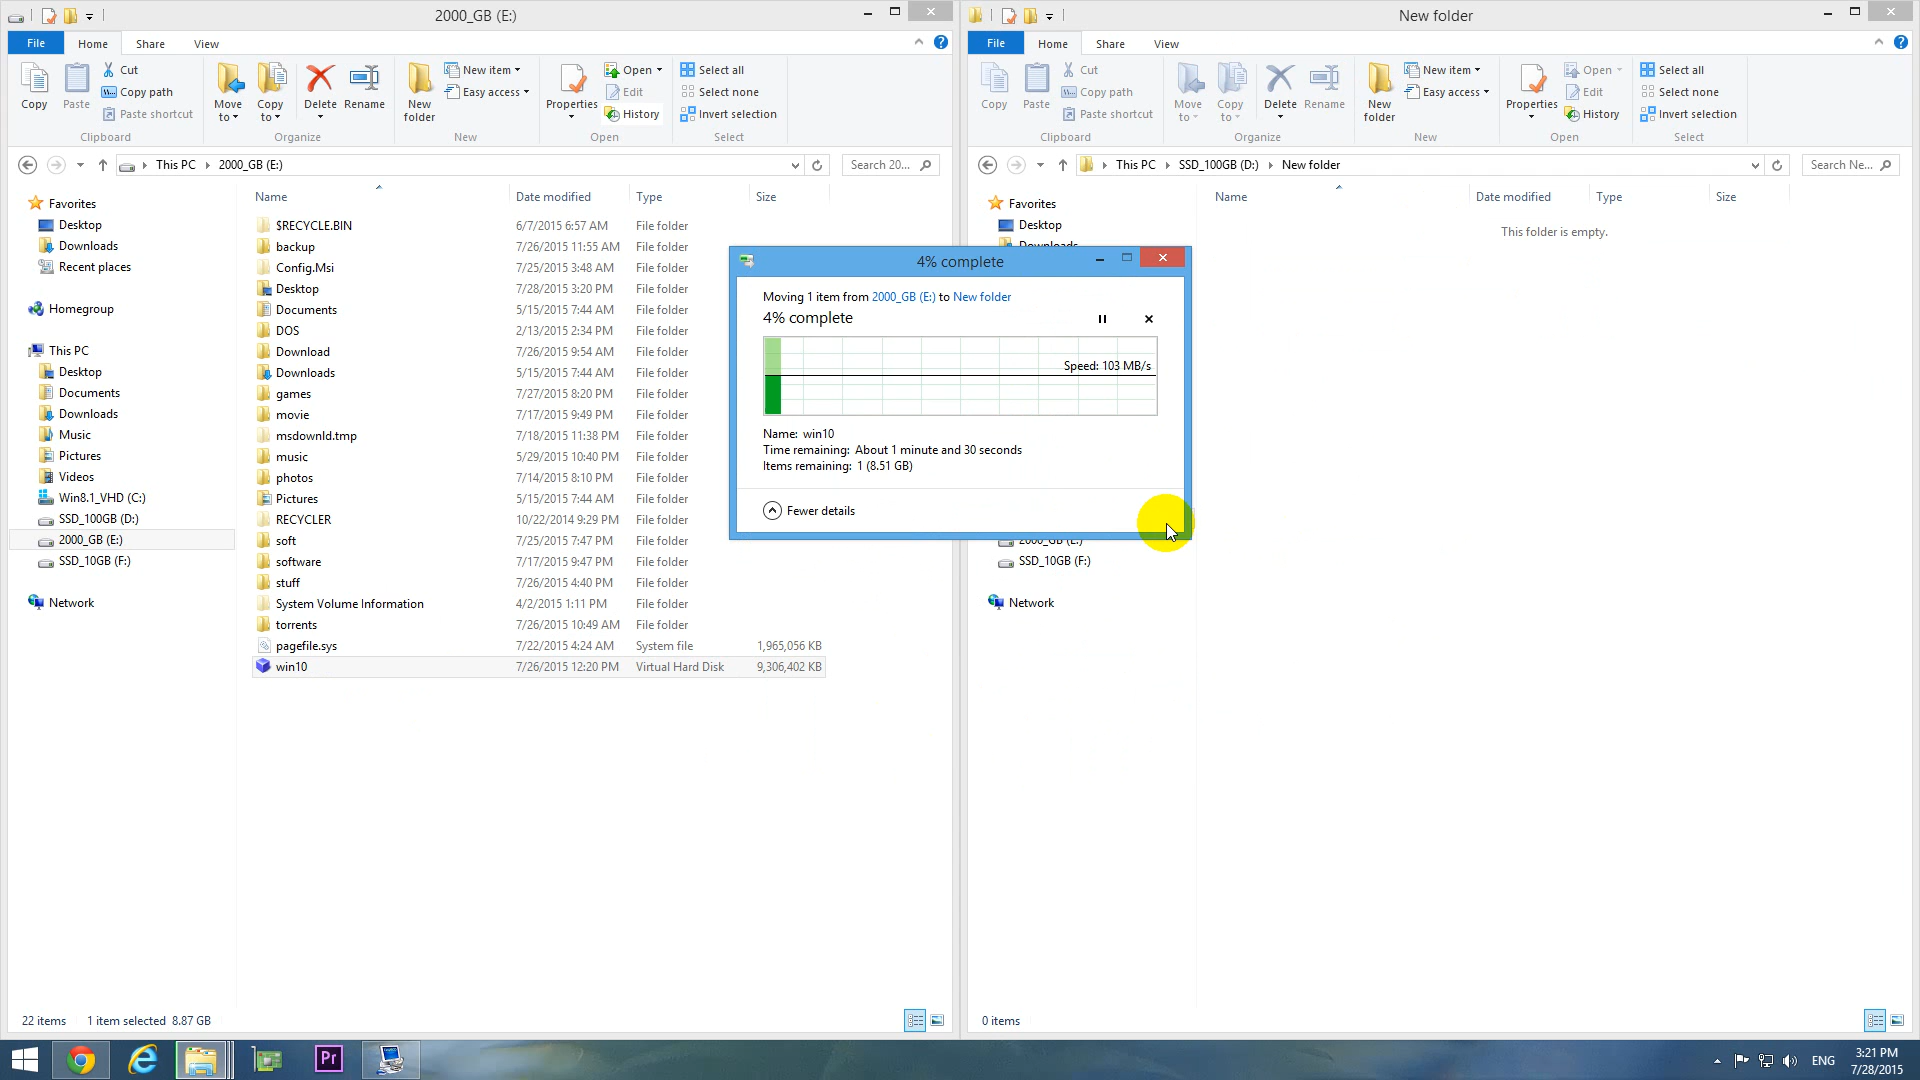 2000_GB (E:)
File
Home
Share
View
Copy
Paste
Cut
Copy path
Paste shortcut
Clipboard
Move to
Copy to
Delete
Rename
Organize
New folder
New item
Easy access
New
Properties
Open
Edit
History
Open
Select all
Select none
Invert selection
Select
This PC
2000_GB (E:)
Search 20...
Favorites
Desktop
Downloads
Recent places
Homegroup
This PC
Desktop
Documents
Downloads
Music
Pictures
Videos
Win8.1_VHD (C:)
SSD_100GB (D:)
2000_GB (E:)
SSD_10GB (F:)
Network
Name Date modified Type Size
$RECYCLE.BIN 6/7/2015 6:57 AM File folder
backup 7/26/2015 11:55 AM File folder
Config.Msi 7/25/2015 3:48 AM File folder
Desktop 7/28/2015 3:20 PM File folder
Documents 5/15/2015 7:44 AM File folder
DOS 2/13/2015 2:34 PM File folder
Download 7/26/2015 9:54 AM File folder
Downloads 5/15/2015 7:44 AM File folder
games 7/27/2015 8:20 PM File folder
movie 7/17/2015 9:49 PM File folder
msdownld.tmp 7/18/2015 11:38 PM File folder
music 5/29/2015 10:40 PM File folder
photos 7/14/2015 8:10 PM File folder
Pictures 5/15/2015 7:44 AM File folder
RECYCLER 10/22/2014 9:29 PM File folder
soft 7/25/2015 7:47 PM File folder
software 7/17/2015 9:47 PM File folder
stuff 7/26/2015 4:40 PM File folder
System Volume Information 4/2/2015 1:11 PM File folder
torrents 7/26/2015 10:49 AM File folder
pagefile.sys 7/22/2015 4:24 AM System file 1,965,056 KB
win10 7/26/2015 12:20 PM Virtual Hard Disk 9,306,402 KB
22 items 1 item selected 8.87 GB
4% complete
Moving 1 item from 2000_GB (E:) to New folder
4% complete
Speed: 103 MB/s
Name: win10
Time remaining: About 1 minute and 30 seconds
Items remaining: 1 (8.51 GB)
Fewer details
New folder
File
Home
Share
View
Copy
Paste
Cut
Copy path
Paste shortcut
Clipboard
Move to
Copy to
Delete
Rename
Organize
New folder
New item
Easy access
New
Properties
Open
Edit
History
Open
Select all
Select none
Invert selection
Select
This PC
SSD_100GB (D:)
New folder
Search Ne...
Favorites
Desktop
Downloads
2000_GB (E:)
SSD_10GB (F:)
Network
Name Date modified Type Size
This folder is empty.
0 items
Pr
ENG
3:21 PM
7/28/2015